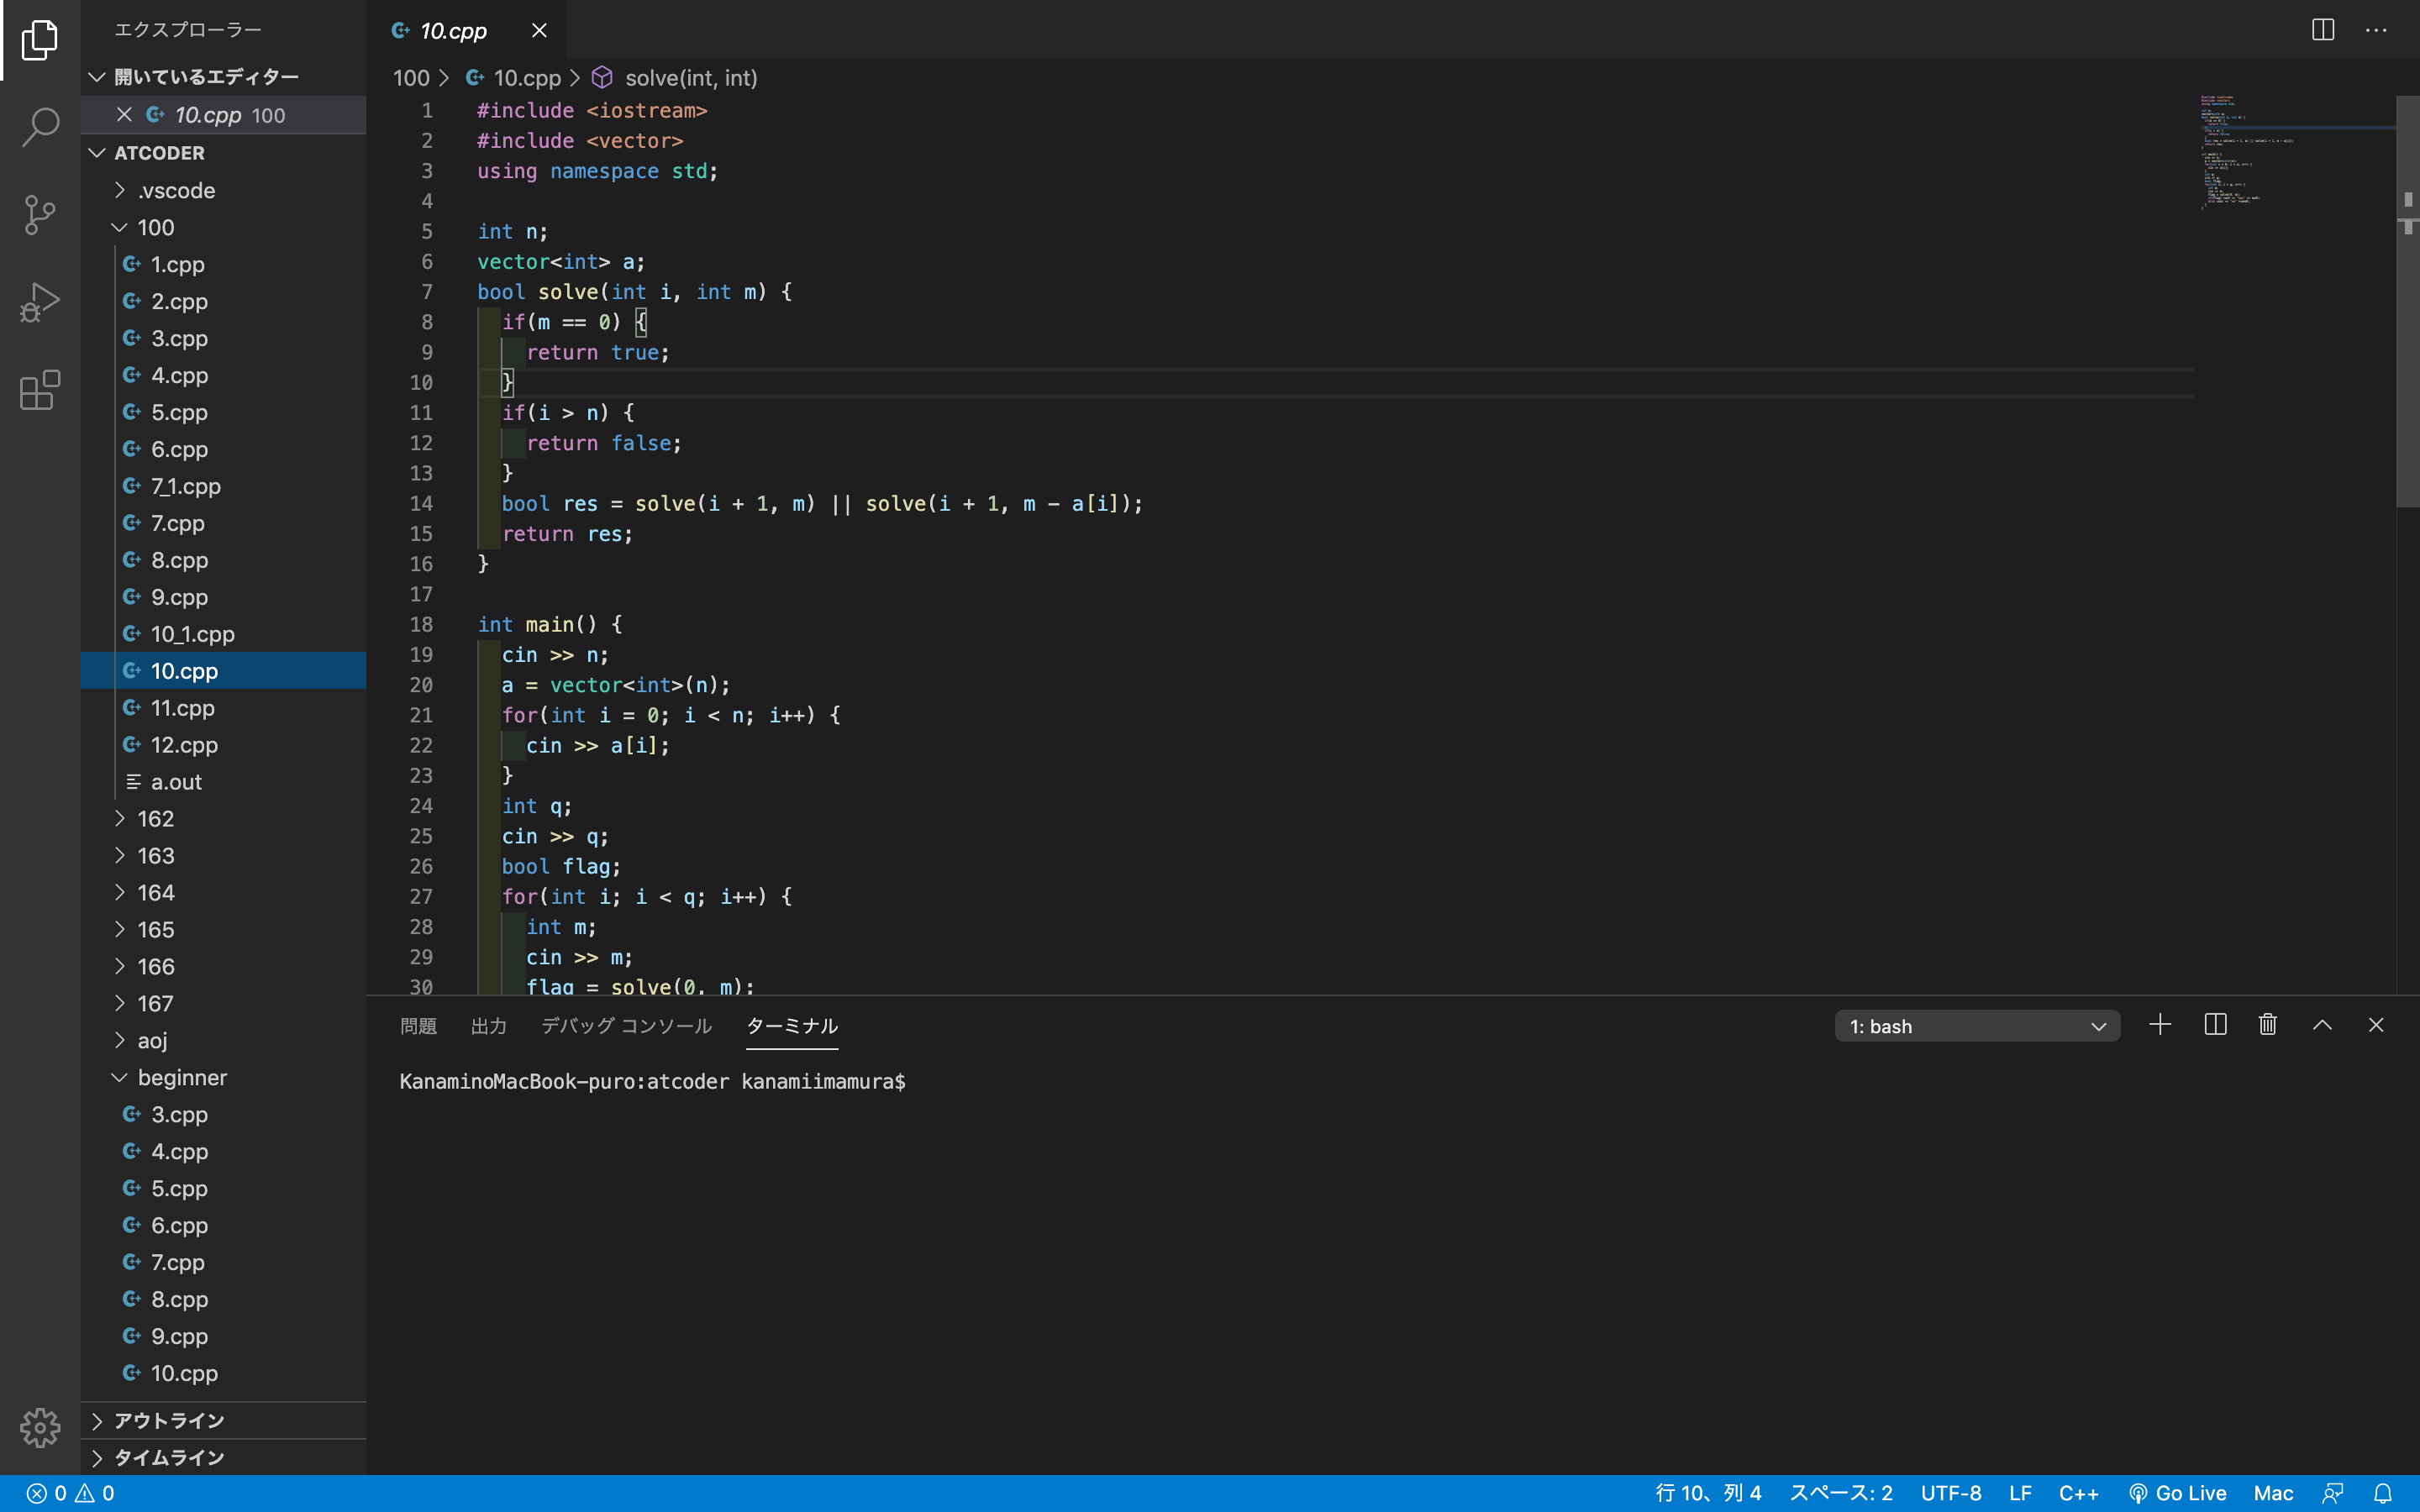 エクスプローラー
開いているエディター
10.cpp 100
ATCODER
.vscode
100
1.cpp
2.cpp
3.cpp
4.cpp
5.cpp
6.cpp
7_1.cpp
7.cpp
8.cpp
9.cpp
10_1.cpp
10.cpp
11.cpp
12.cpp
a.out
162
163
164
165
166
167
aoj
beginner
3.cpp
4.cpp
5.cpp
6.cpp
7.cpp
8.cpp
9.cpp
10.cpp
アウトライン
タイムライン
10.cpp
100 > 10.cpp > solve(int, int)
1 #include <iostream>
2 #include <vector>
3 using namespace std;
4
5 int n;
6 vector<int> a;
7 bool solve(int i, int m) {
8 if(m == 0) {
9 return true;
10 }
11 if(i > n) {
12 return false;
13 }
14 bool res = solve(i + 1, m) || solve(i + 1, m - a[i]);
15 return res;
16 }
17
18 int main() {
19 cin >> n;
20 a = vector<int>(n);
21 for(int i = 0; i < n; i++) {
22 cin >> a[i];
23 }
24 int q;
25 cin >> q;
26 bool flag;
27 for(int i; i < q; i++) {
28 int m;
29 cin >> m;
30 flag = solve(0, m);
問題 出力 デバッグ コンソール ターミナル 1: bash
KanaminoMacBook-puro:atcoder kanamiimamura$
0 0 行 10、列 4 スペース: 2 UTF-8 LF C++ Go Live Mac